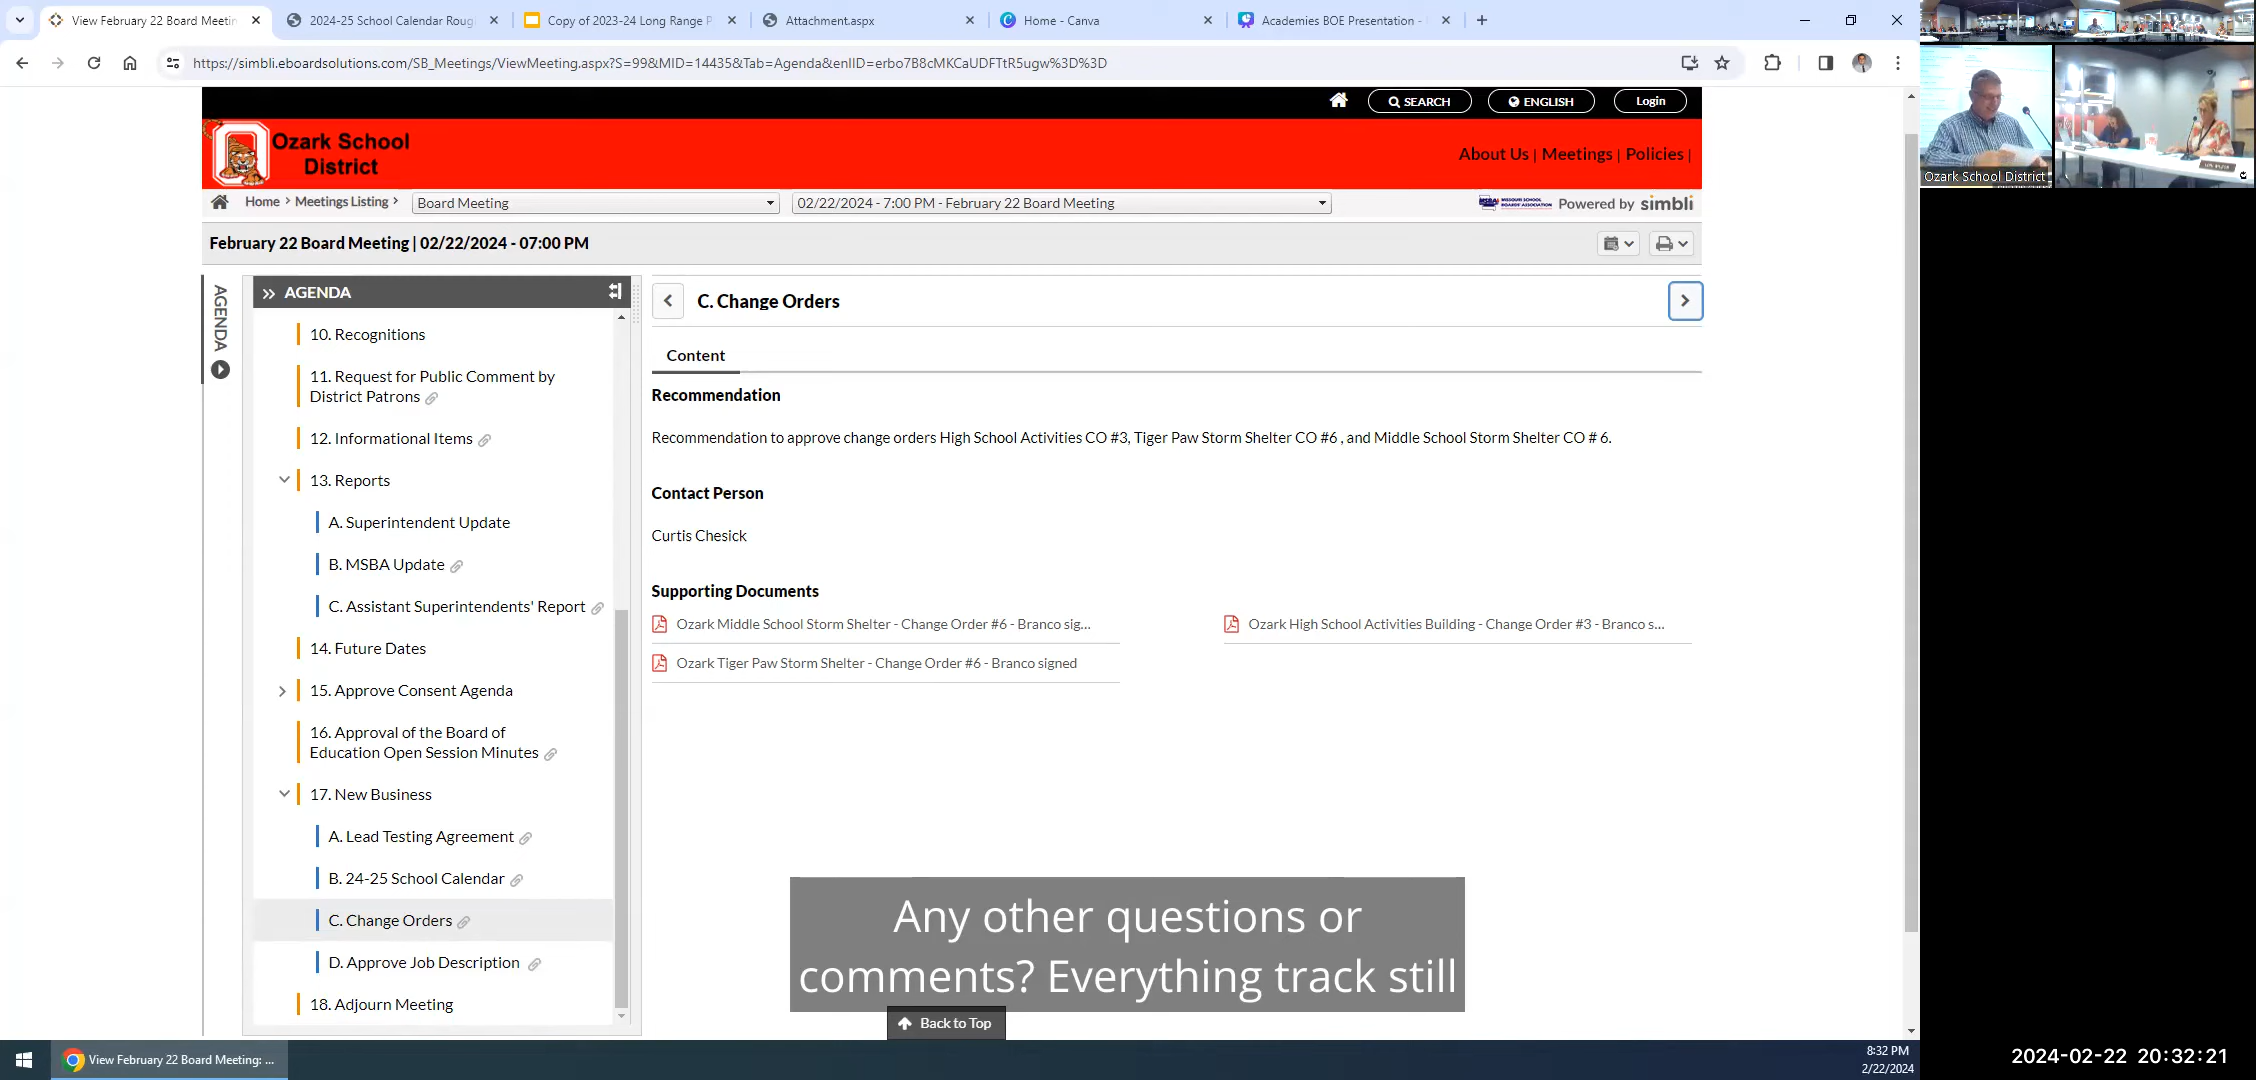 View February 22 Board Meetin
2024-25 School Calendar Roug
Copy of 2023-24 Long Range P
Attachment.aspx
Home - Canva
Academies BOE Presentation -
https://simbli.eboardsolutions.com/SB_Meetings/ViewMeeting.aspx?S=99&MID=14435&Tab=Agenda&enIID=erbo7B8cMKCaUDFTtR5ugw%3D%3D
SEARCH
ENGLISH
Login
Ozark School
District
About Us | Meetings | Policies |
Home > Meetings Listing >
Board Meeting
02/22/2024 - 7:00 PM - February 22 Board Meeting
Powered by simbli
February 22 Board Meeting | 02/22/2024 - 07:00 PM
AGENDA
AGENDA
10. Recognitions
11. Request for Public Comment by
District Patrons
12. Informational Items
13. Reports
A. Superintendent Update
B. MSBA Update
C. Assistant Superintendents' Report
14. Future Dates
15. Approve Consent Agenda
16. Approval of the Board of
Education Open Session Minutes
17. New Business
A. Lead Testing Agreement
B. 24-25 School Calendar
C. Change Orders
D. Approve Job Description
18. Adjourn Meeting
C. Change Orders
Content
Recommendation
Recommendation to approve change orders High School Activities CO #3, Tiger Paw Storm Shelter CO #6 , and Middle School Storm Shelter CO # 6.
Contact Person
Curtis Chesick
Supporting Documents
Ozark Middle School Storm Shelter - Change Order #6 - Branco sig...
Ozark High School Activities Building - Change Order #3 - Branco s...
Ozark Tiger Paw Storm Shelter - Change Order #6 - Branco signed
Any other questions or
comments? Everything track still
Back to Top
View February 22 Board Meeting: ...
8:32 PM
2/22/2024
Ozark School District
2024-02-22 20:32:21